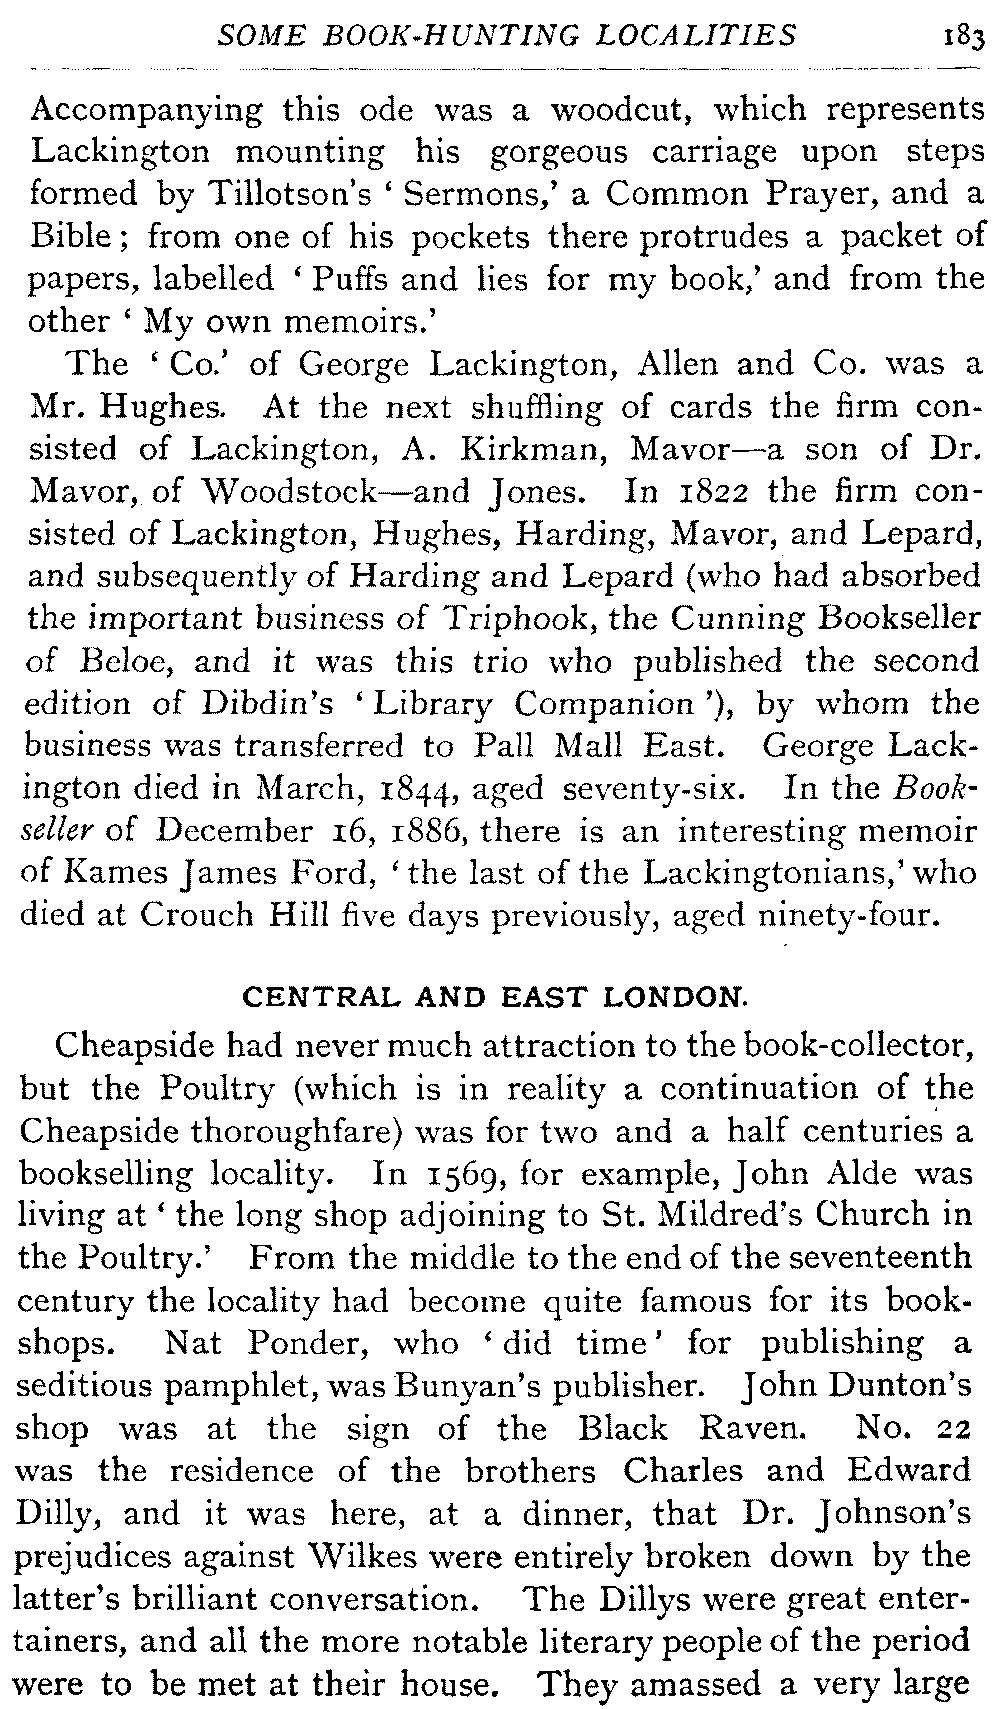 SOME BOOK-HUNTING LOCALITIES 183
Accompanying this ode was a woodcut, which represents
Lackington mounting his gorgeous carriage upon steps
formed by Tillotson's ‘ Sermons,’ a Common Prayer, and a
Bible ; from one of his pockets there protrudes a packet of
papers, labelled ‘ Puffs and lies for my book,’ and from the
other ‘ My own memoirs.’
The ‘ Co.’ of George Lackington, Allen and Co. was a
Mr. Hughes. At the next shuffling of cards the firm con-
sisted of Lackington, A. Kirkman, Mavor—a son of Dr.
Mavor, of Woodstock—and Jones. In 1822 the firm con-
sisted of Lackington, Hughes, Harding, Mavor, and Lepard,
and subsequently of Harding and Lepard (who had absorbed
the important business of Triphook, the Cunning Bookseller
of Beloe, and it was this trio who published the second
edition of Dibdin's ‘ Library Companion ’), by whom the
business was transferred to Pall Mall East. George Lack-
ington died in March, 1844, aged seventy-six. In the Book-
seller of December 16, 1886, there is an interesting memoir
of Kames James Ford, ‘ the last of the Lackingtonians,’ who
died at Crouch Hill five days previously, aged ninety-four.
CENTRAL AND EAST LONDON.
Cheapside had never much attraction to the book-collector,
but the Poultry (which is in reality a continuation of the
Cheapside thoroughfare) was for two and a half centuries a
bookselling locality. In 1569, for example, John Alde was
living at ‘ the long shop adjoining to St. Mildred's Church in
the Poultry.’ From the middle to the end of the seventeenth
century the locality had become quite famous for its book-
shops. Nat Ponder, who ‘ did time ’ for publishing a
seditious pamphlet, was Bunyan's publisher. John Dunton's
shop was at the sign of the Black Raven. No. 22
was the residence of the brothers Charles and Edward
Dilly, and it was here, at a dinner, that Dr. Johnson's
prejudices against Wilkes were entirely broken down by the
latter's brilliant conversation. The Dillys were great enter-
tainers, and all the more notable literary people of the period
were to be met at their house. They amassed a very large